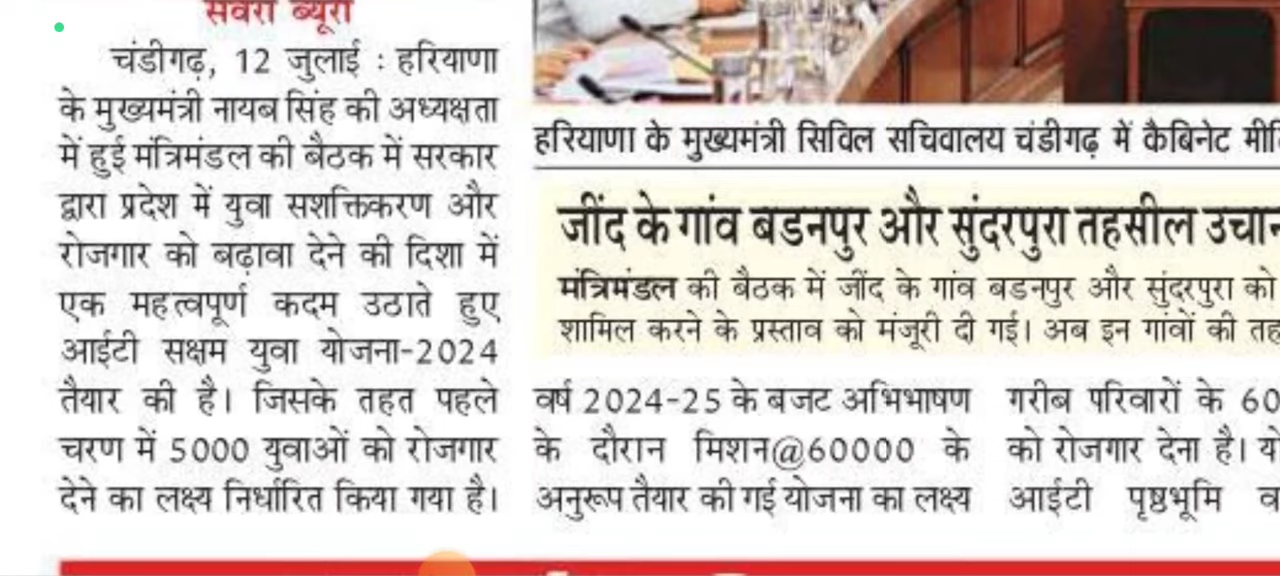 सवेरा ब्यूरो
चंडीगढ़, 12 जुलाई : हरियाणा
के मुख्यमंत्री नायब सिंह की अध्यक्षता
में हुई मंत्रिमंडल की बैठक में सरकार
द्वारा प्रदेश में युवा सशक्तिकरण और
रोजगार को बढ़ावा देने की दिशा में
एक महत्वपूर्ण कदम उठाते हुए
आईटी सक्षम युवा योजना-2024
तैयार की है। जिसके तहत पहले
चरण में 5000 युवाओं को रोजगार
देने का लक्ष्य निर्धारित किया गया है।
हरियाणा के मुख्यमंत्री सिविल सचिवालय चंडीगढ़ में कैबिनेट
जींद के गांव बडनपुर और सुंदरपुरा तहसील
मंत्रिमंडल की बैठक में जींद के गांव बडनपुर और सुंदरपुरा को
शामिल करने के प्रस्ताव को मंजूरी दी गई। अब इन गांवों की
वर्ष 2024-25 के बजट अभिभाषण
के दौरान मिशन@60000 के
अनुरूप तैयार की गई योजना का लक्ष्य
गरीब परिवारों के 60
को रोजगार देना है।
आईटी पृष्ठभूमि